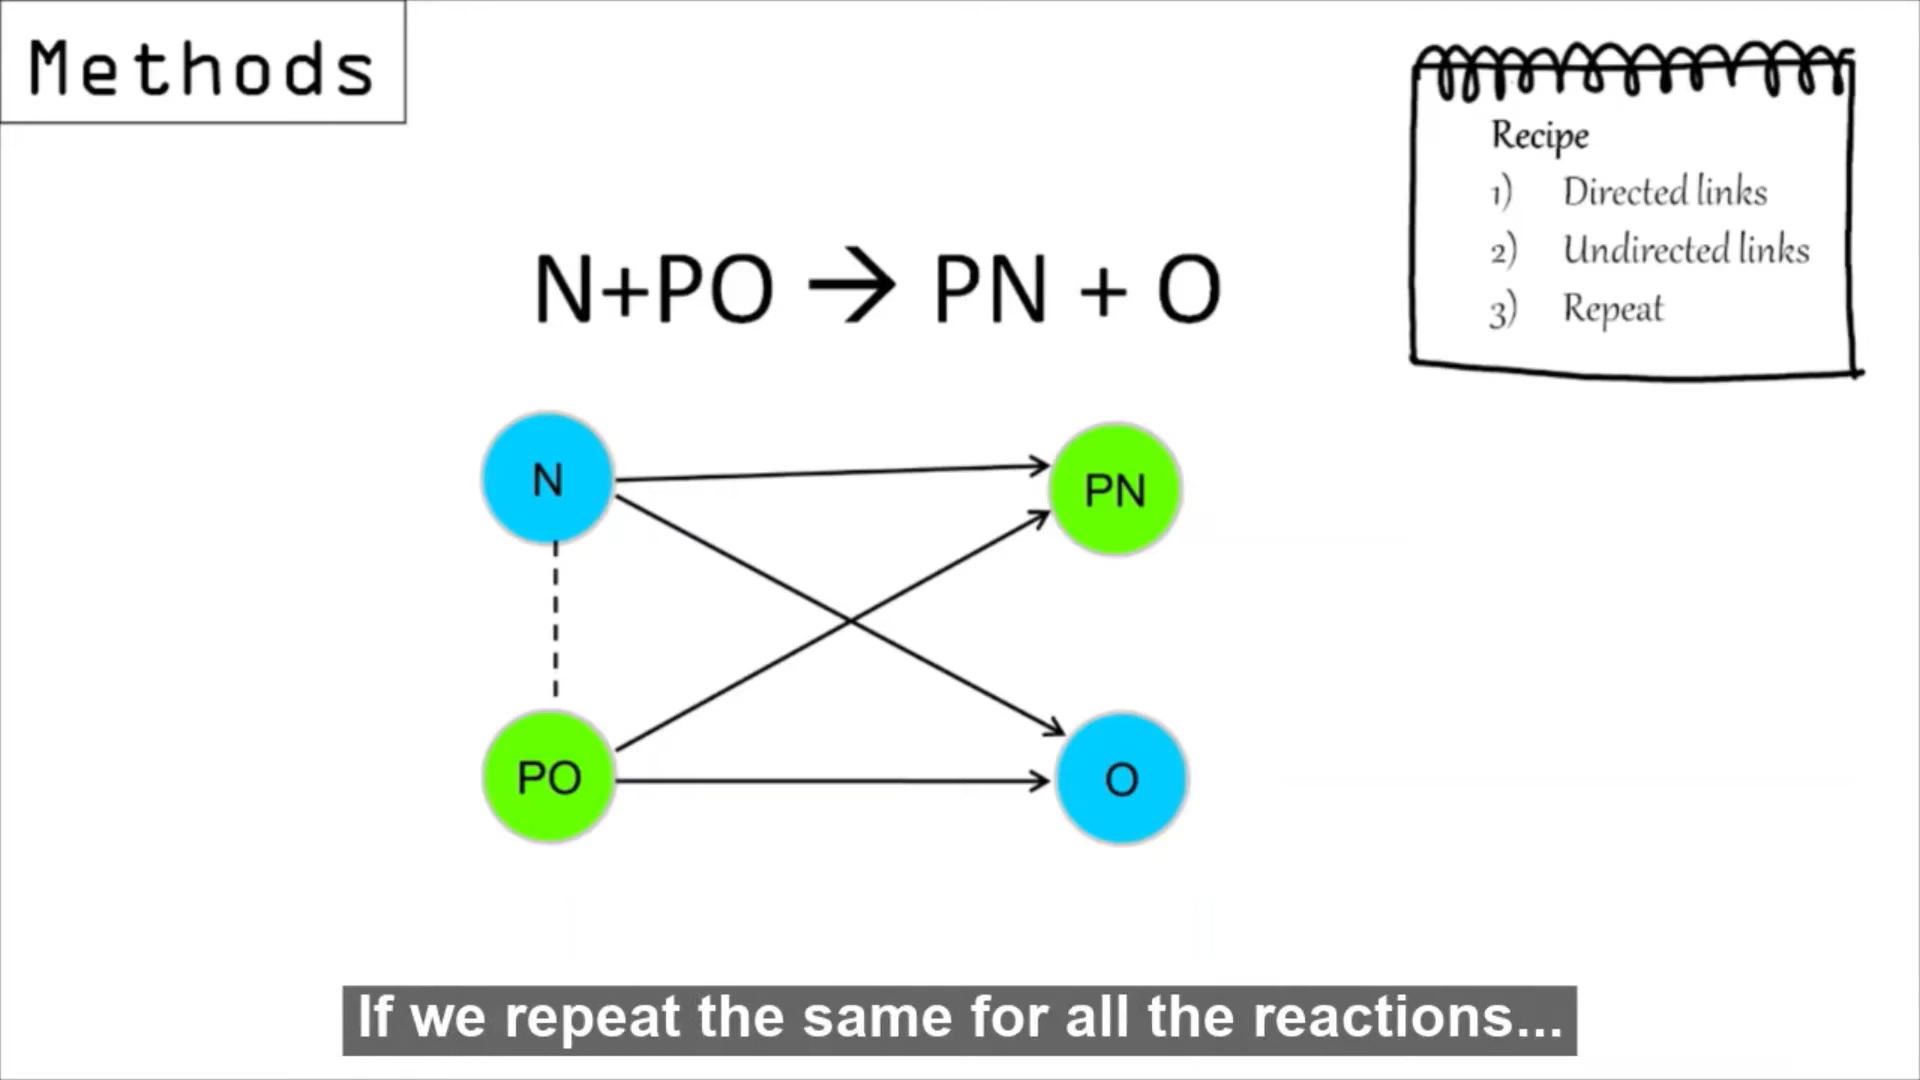 Methods
Recipe
1) Directed links
2) Undirected links
3) Repeat
N+PO → PN + O
N
PN
PO
O
If we repeat the same for all the reactions...